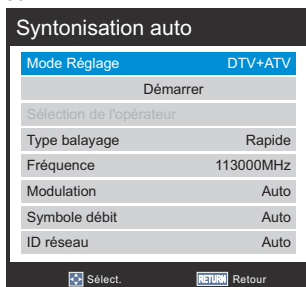 Syntonisation auto
Mode Réglage DTV+ATV
Démarrer
Sélection de l'opérateur
Type balayage Rapide
Fréquence 113000MHz
Modulation Auto
Symbole débit Auto
ID réseau Auto
Sélect. RETURN Retour